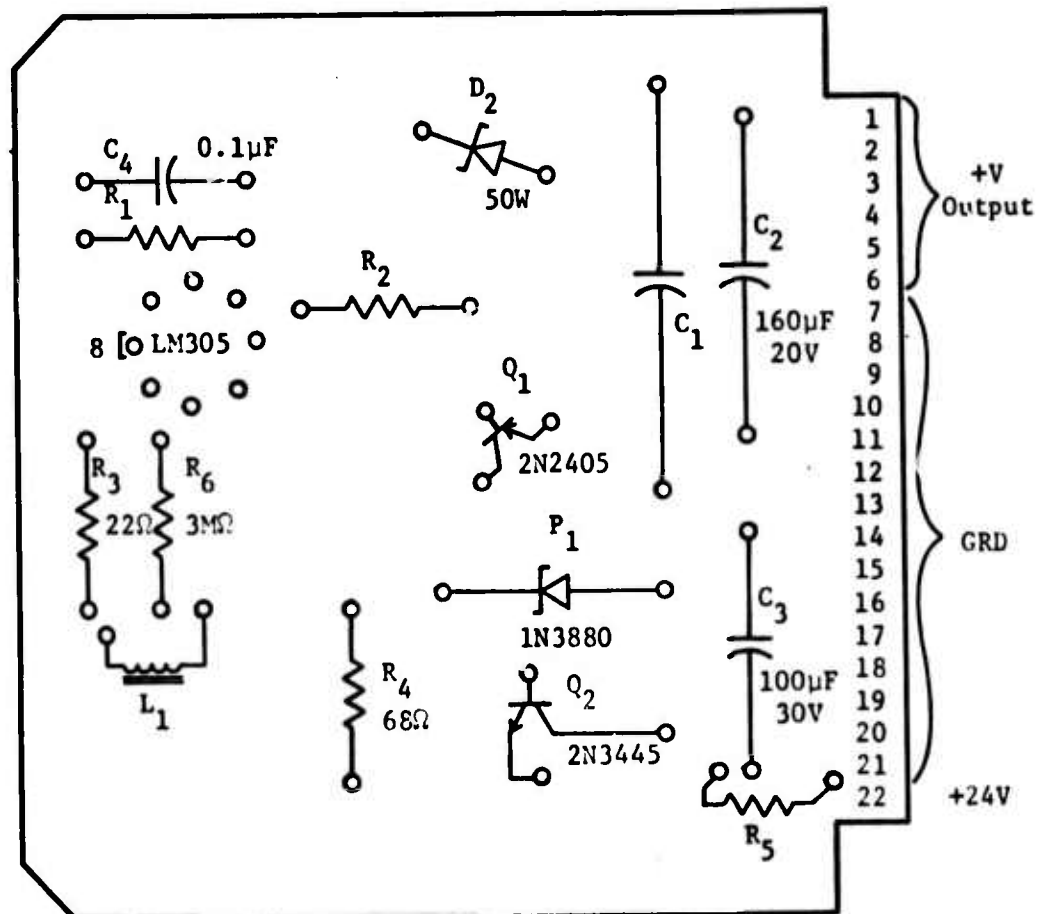 D2
50W
C4
0.1μF
R1
R2
8 [ LM305
C1
C2
160μF
20V
Q1
2N2405
R3
22Ω
R6
3MΩ
P1
1N3880
L1
R4
68Ω
Q2
2N3445
C3
100μF
30V
R5
1
2
3
4
5
6
7
8
9
10
11
12
13
14
15
16
17
18
19
20
21
22
+V
Output
GRD
+24V